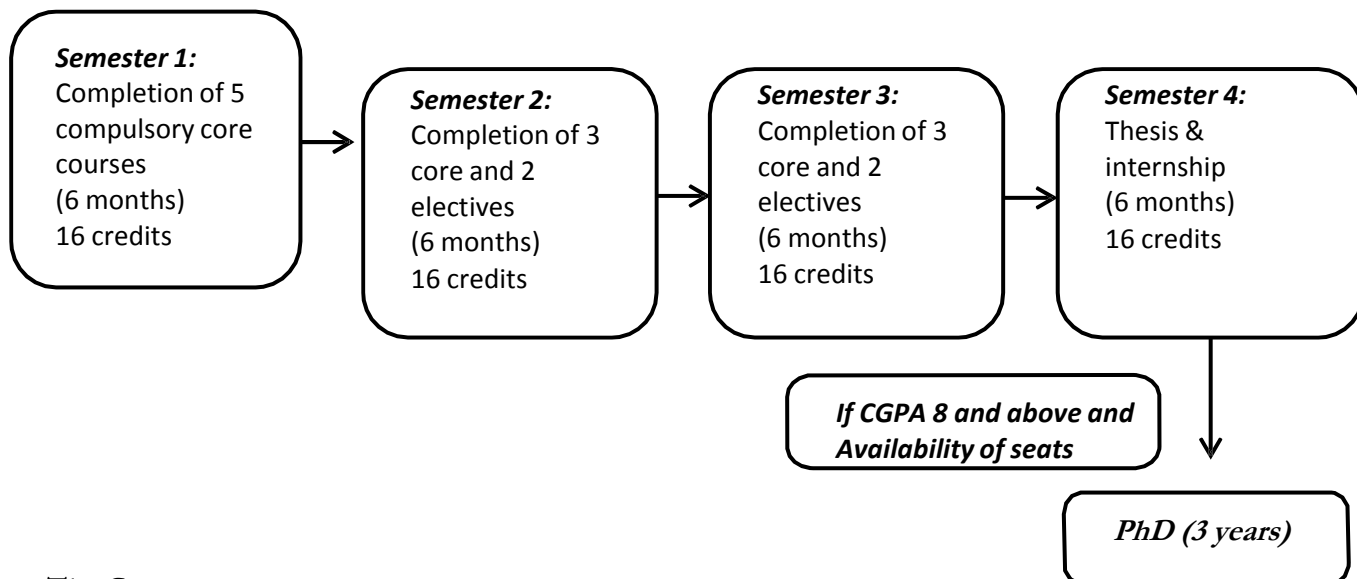 Semester 1:
Completion of 5
compulsory core
courses
(6 months)
16 credits
Semester 2:
Completion of 3
core and 2
electives
(6 months)
16 credits
Semester 3:
Completion of 3
core and 2
electives
(6 months)
16 credits
Semester 4:
Thesis &
internship
(6 months)
16 credits
If CGPA 8 and above and
Availability of seats
PhD (3 years)